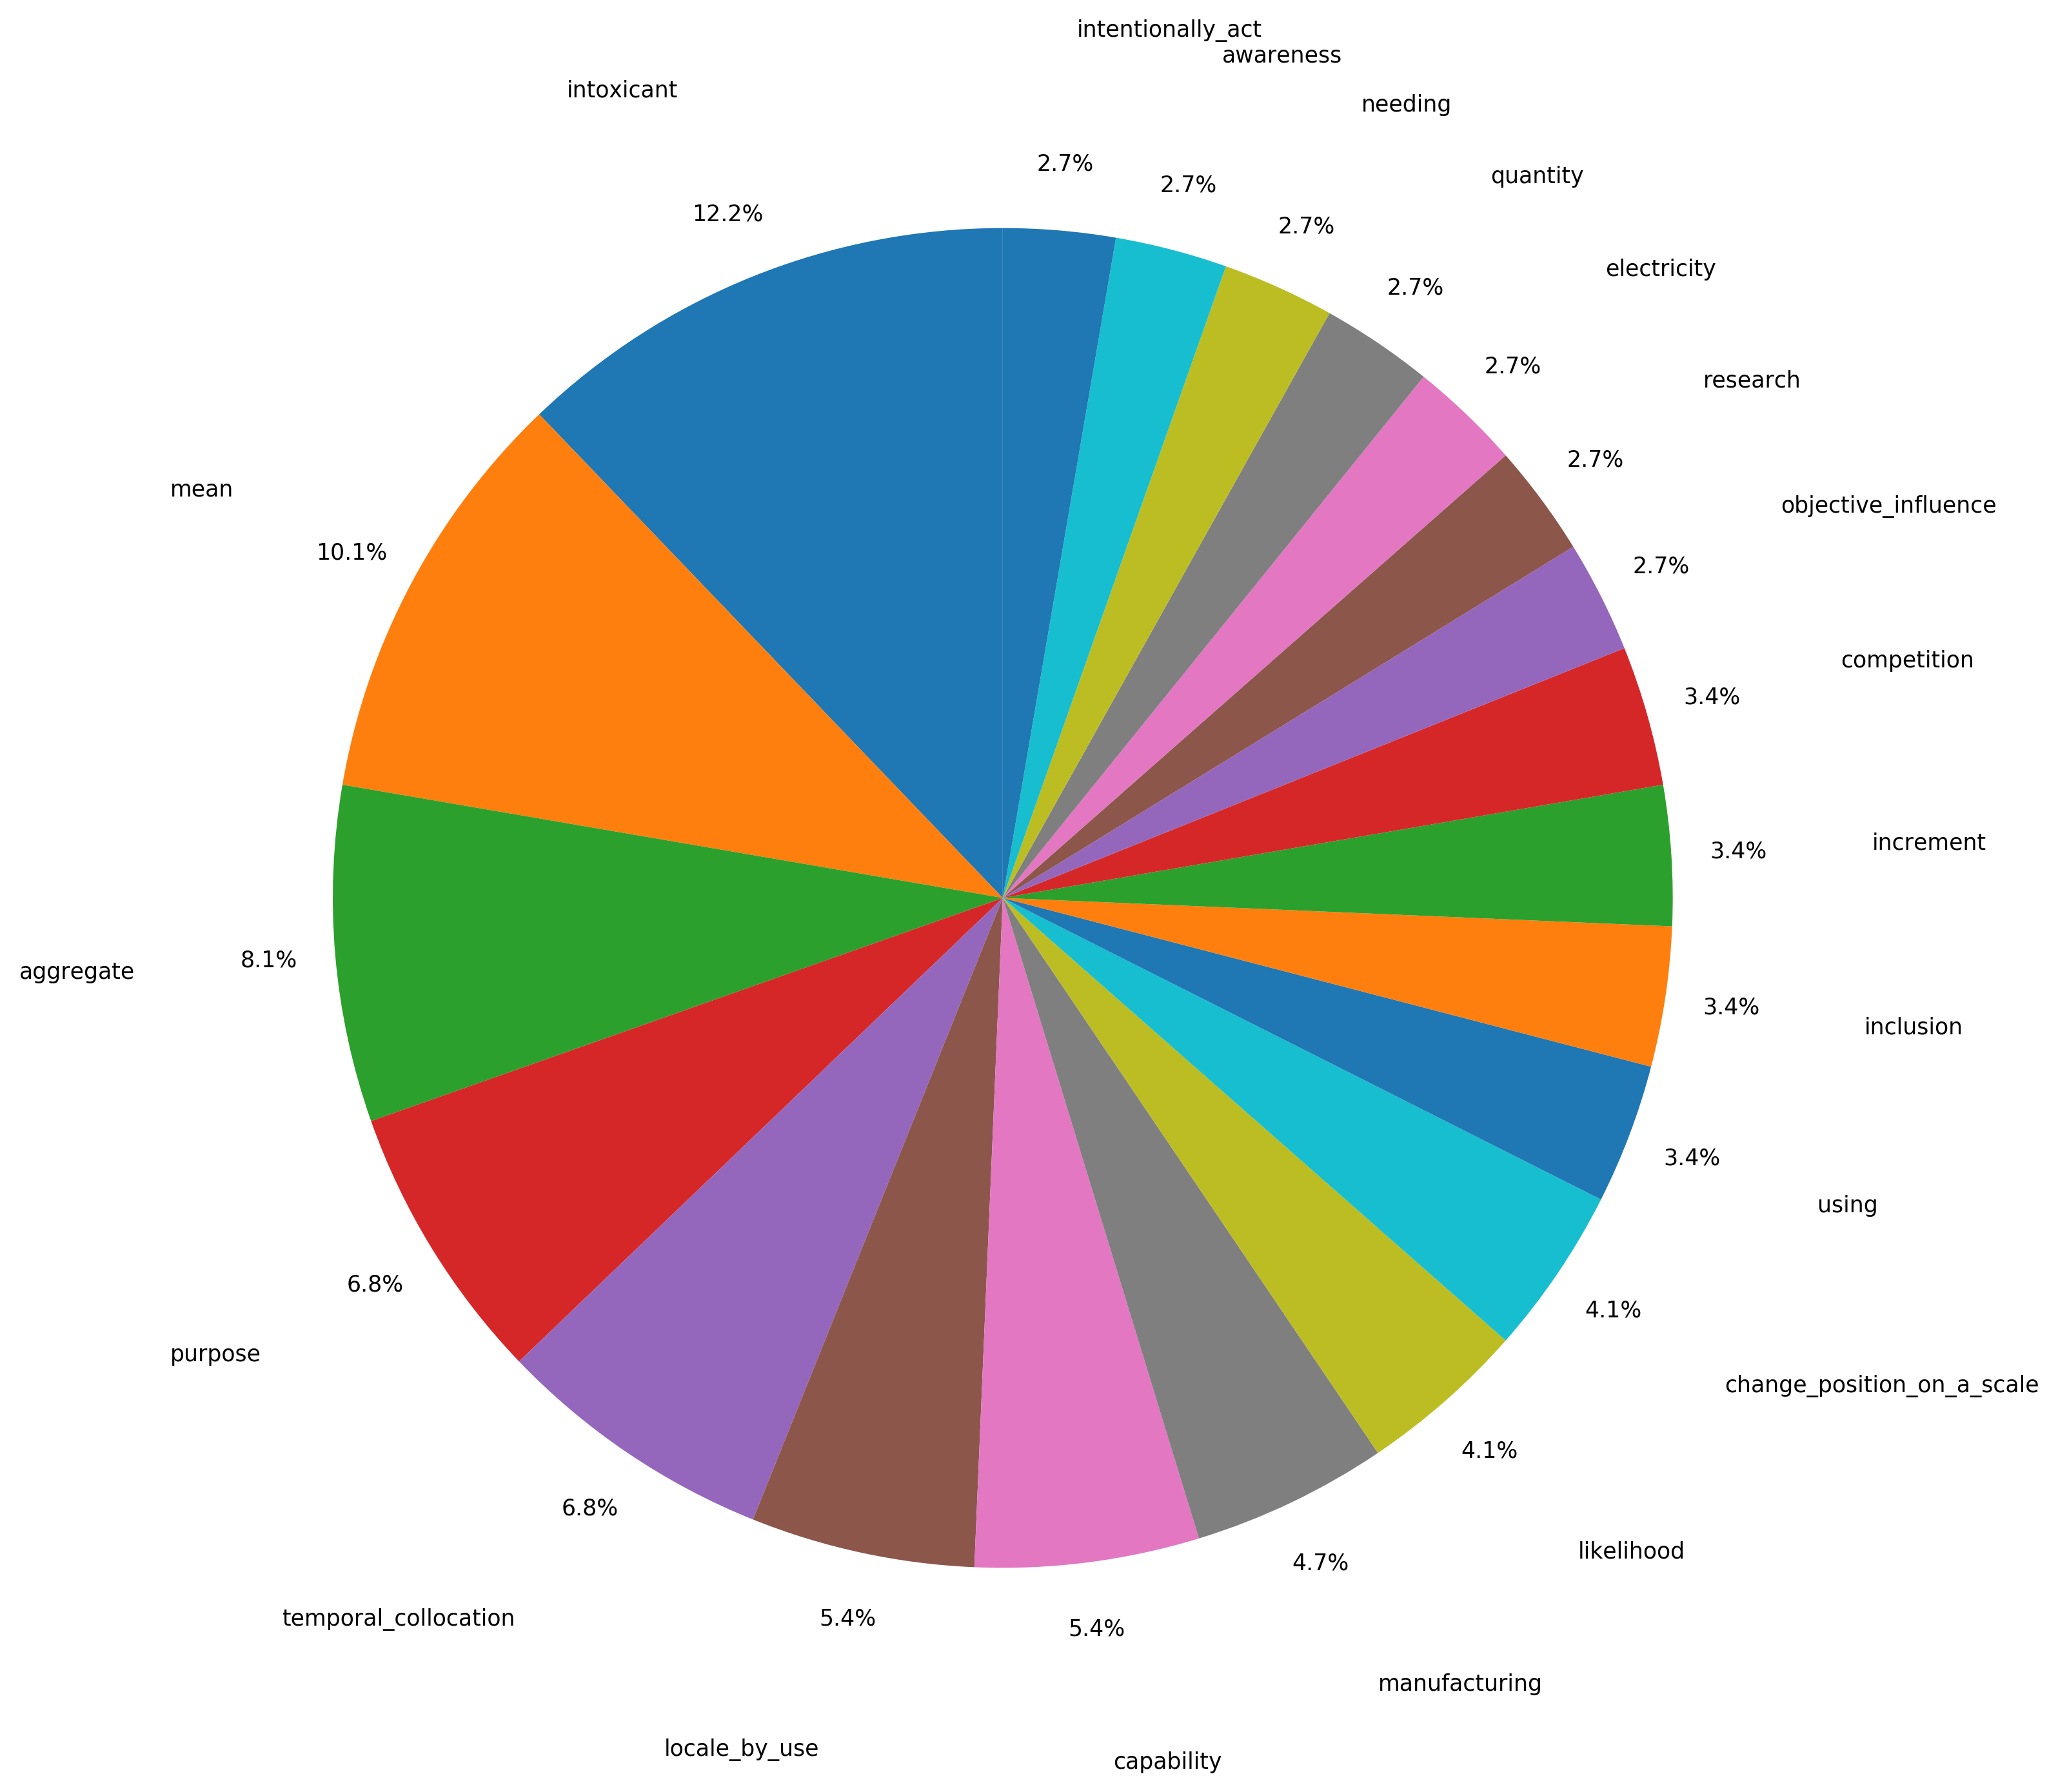 intentionally_act
awareness
intoxicant
needing
2.7%
quantity
2.7%
12.2%
2.7%
electricity
2.7%
2.7%
research
2.7%
mean
objective_influence
10.1%
2.7%
competition
3.4%
increment
3.4%
aggregate
8.1%
3.4%
inclusion
3.4%
using
6.8%
4.1%
purpose
change_position_on_a_scale
4.1%
6.8%
likelihood
4.7%
temporal_collocation
5.4%
5.4%
manufacturing
locale_by_use
capability